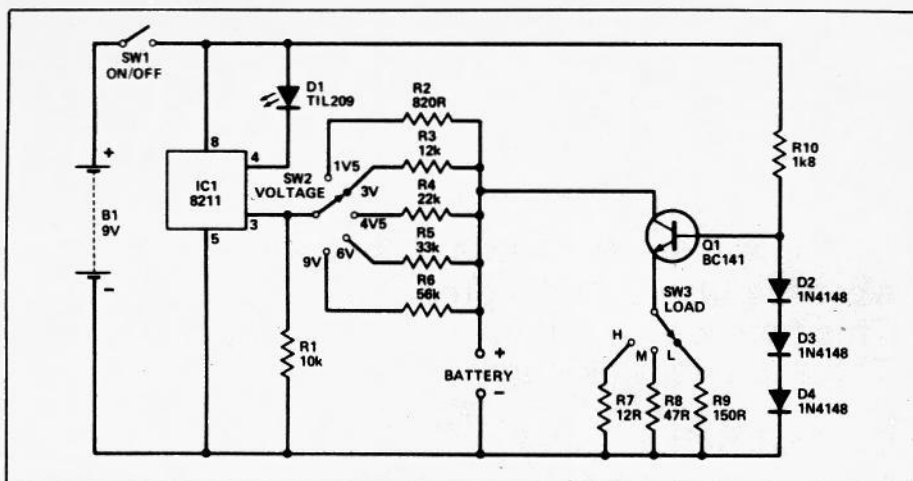 SW1
ON/OFF
D1
TIL209
R2
820R
R3
12k
R4
22k
R5
33k
R6
56k
R10
1k8
+
B1
9V
−
8
4
IC1
8211
3
5
SW2
VOLTAGE
1V5
3V
4V5
6V
9V
R1
10k
+
BATTERY
−
Q1
BC141
SW3
LOAD
H
M
L
R7
12R
R8
47R
R9
150R
D2
1N4148
D3
1N4148
D4
1N4148